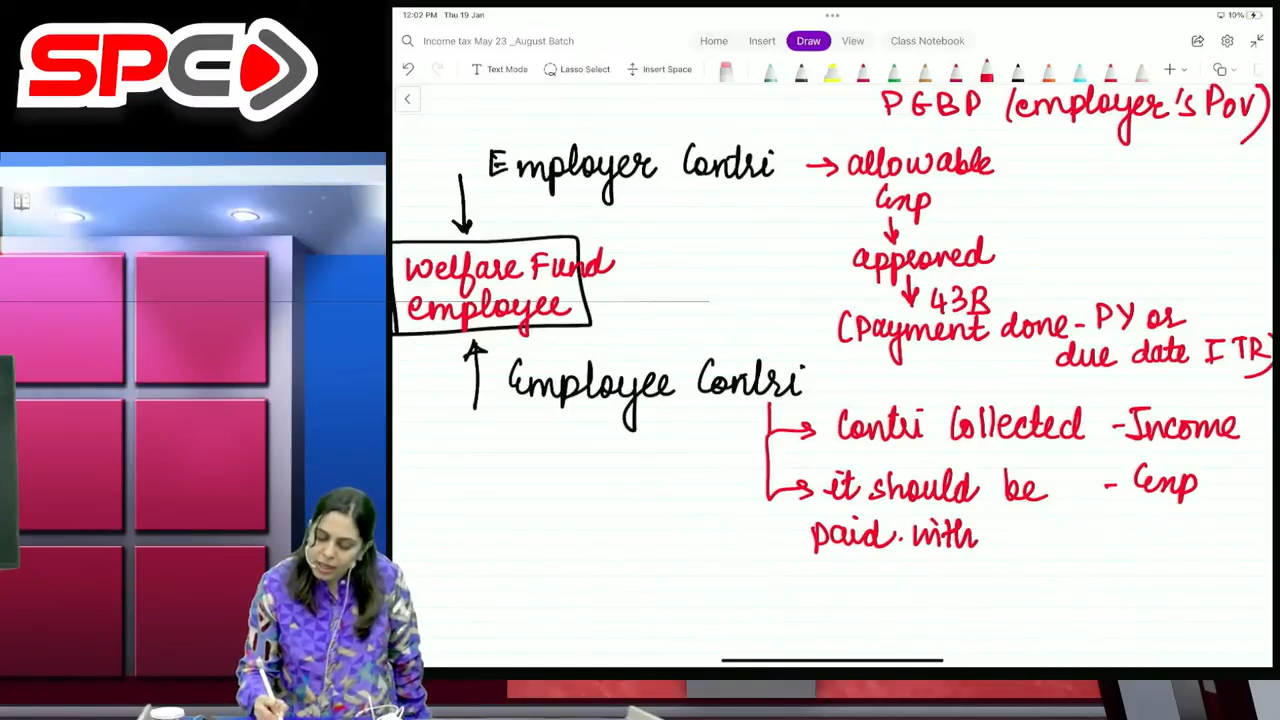 SPC
12:02 PM Thu 19 Jan
19%
Income tax May 23 _August Batch
Home Insert Draw View Class Notebook
Text Mode Lasso Select Insert Space
PGBP (employer's POV)
Employer Contri → allowable
Exp
appeoved
43B
(Payment done - PY or
due date ITR)
Welfare Fund
employee
Employee Contri
Contri Collected - Income
it should be - Exp
paid. with